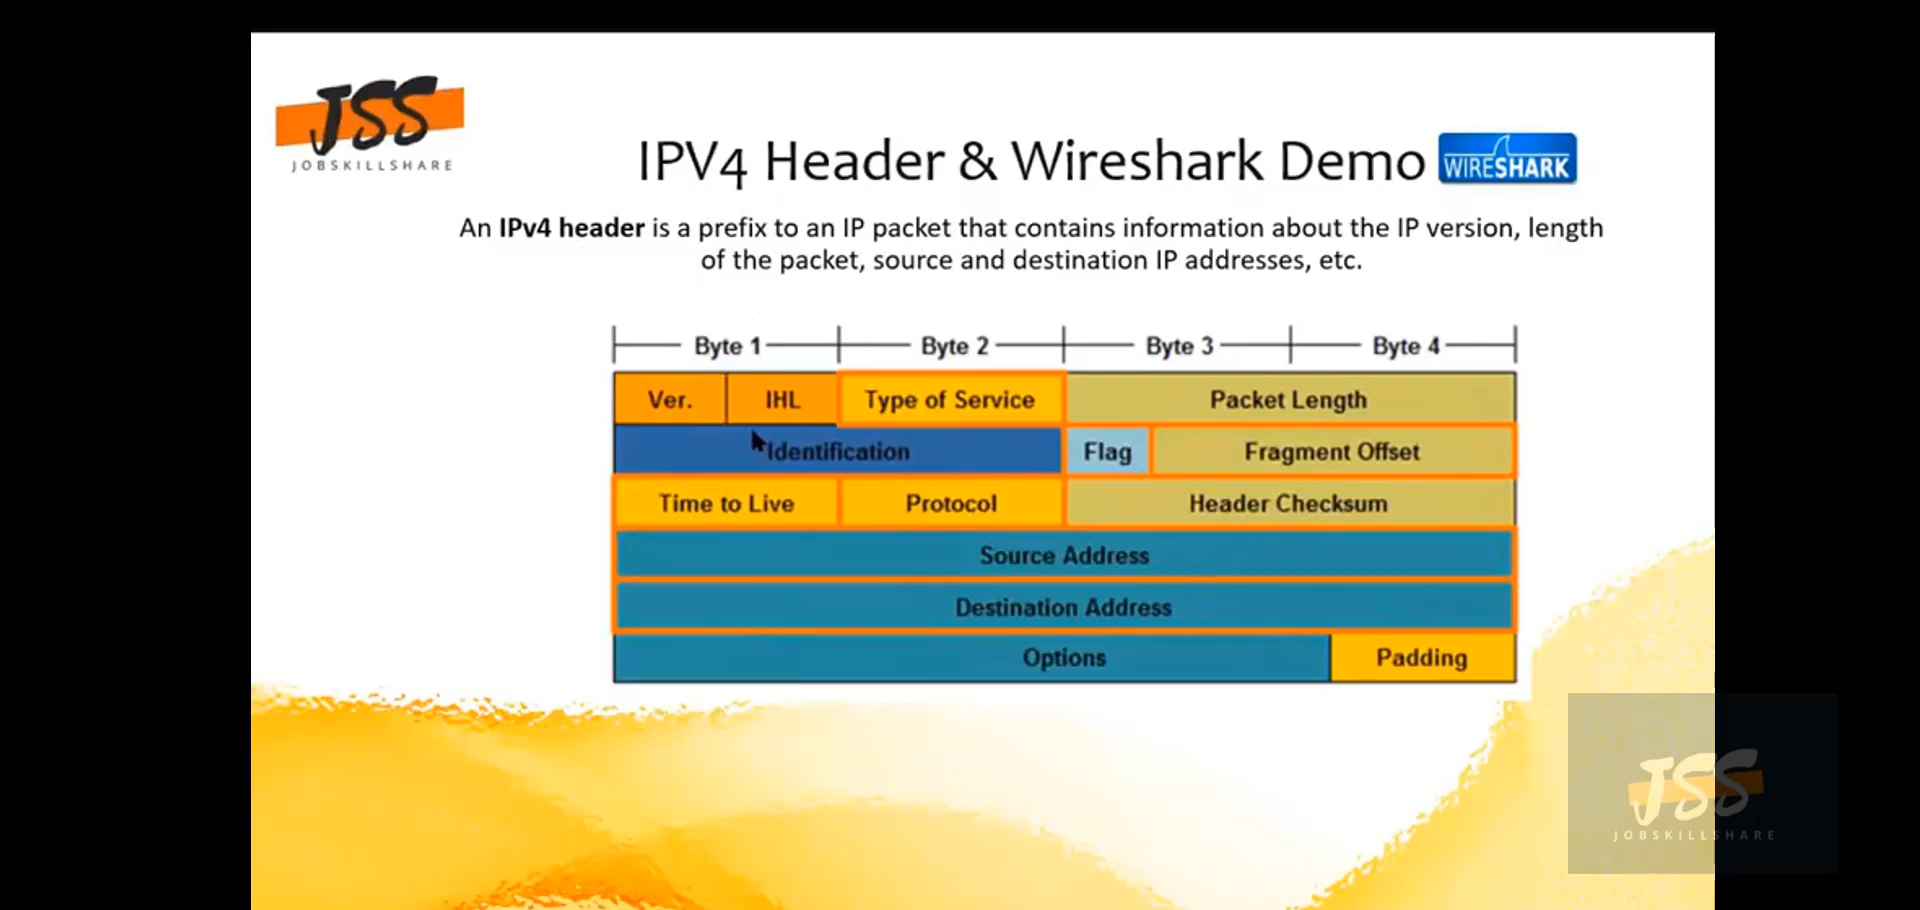 JSS
JOBSKILLSHARE
IPV4 Header & Wireshark Demo
WIRESHARK
An IPv4 header is a prefix to an IP packet that contains information about the IP version, length
of the packet, source and destination IP addresses, etc.
Byte 1 Byte 2 Byte 3 Byte 4
Ver. IHL Type of Service Packet Length
Identification Flag Fragment Offset
Time to Live Protocol Header Checksum
Source Address
Destination Address
Options Padding
JSS
JOBSKILLSHARE